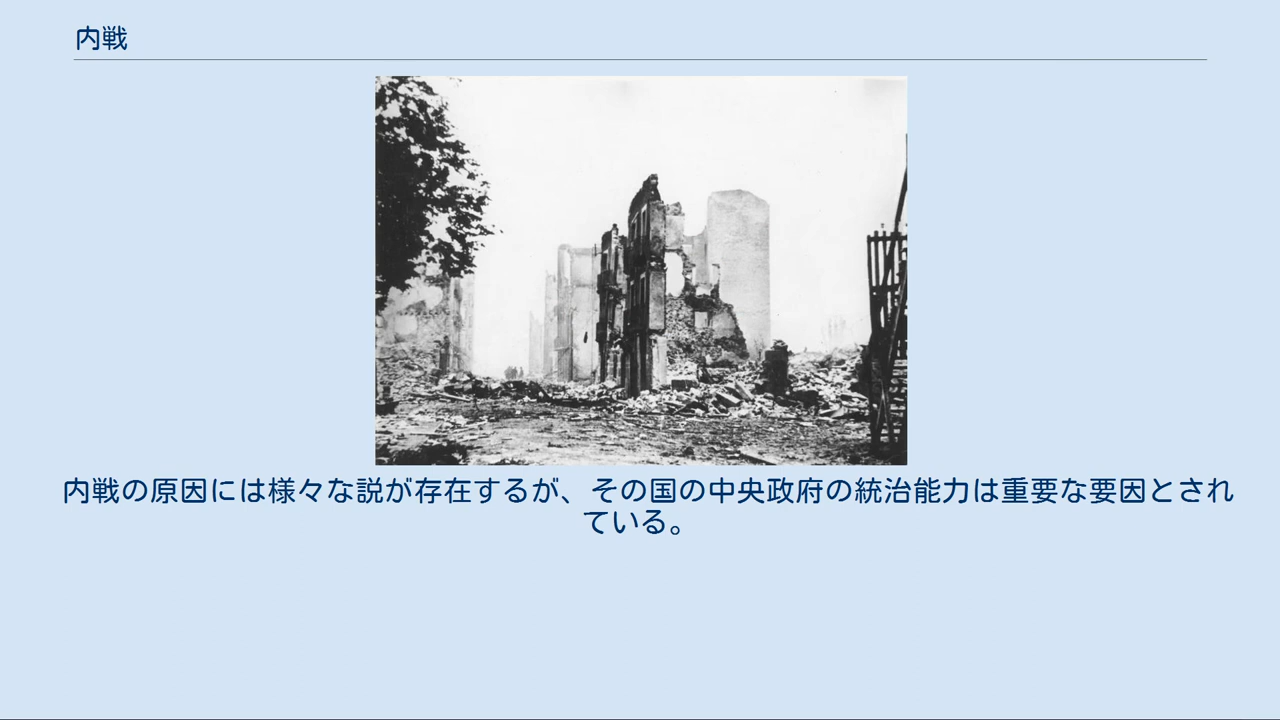 内戦
内戦の原因には様々な説が存在するが、その国の中央政府の統治能力は重要な要因とされ
ている。